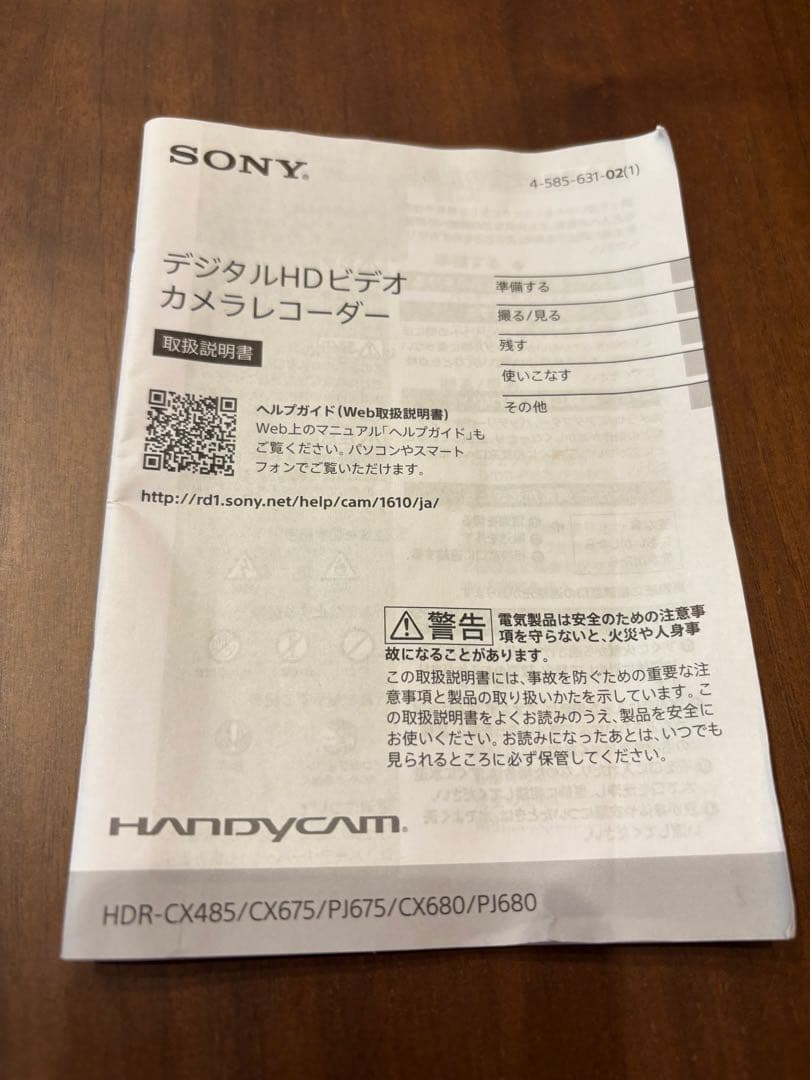 SONY®
4-585-631-02(1)
デジタルHDビデオ
カメラレコーダー
取扱説明書
準備する
撮る/見る
残す
使いこなす
その他
ヘルプガイド(Web取扱説明書)
Web上のマニュアル「ヘルプガイド」も
ご覧ください。パソコンやスマート
フォンでご覧いただけます。
http://rd1.sony.net/help/cam/1610/ja/
警告 電気製品は安全のための注意事
項を守らないと、火災や人身事
故になることがあります。
この取扱説明書には、事故を防ぐための重要な注
意事項と製品の取り扱いかたを示しています。こ
の取扱説明書をよくお読みのうえ、製品を安全に
お使いください。お読みになったあとは、いつでも
見られるところに必ず保管してください。
HANDYCAM®
HDR-CX485/CX675/PJ675/CX680/PJ680